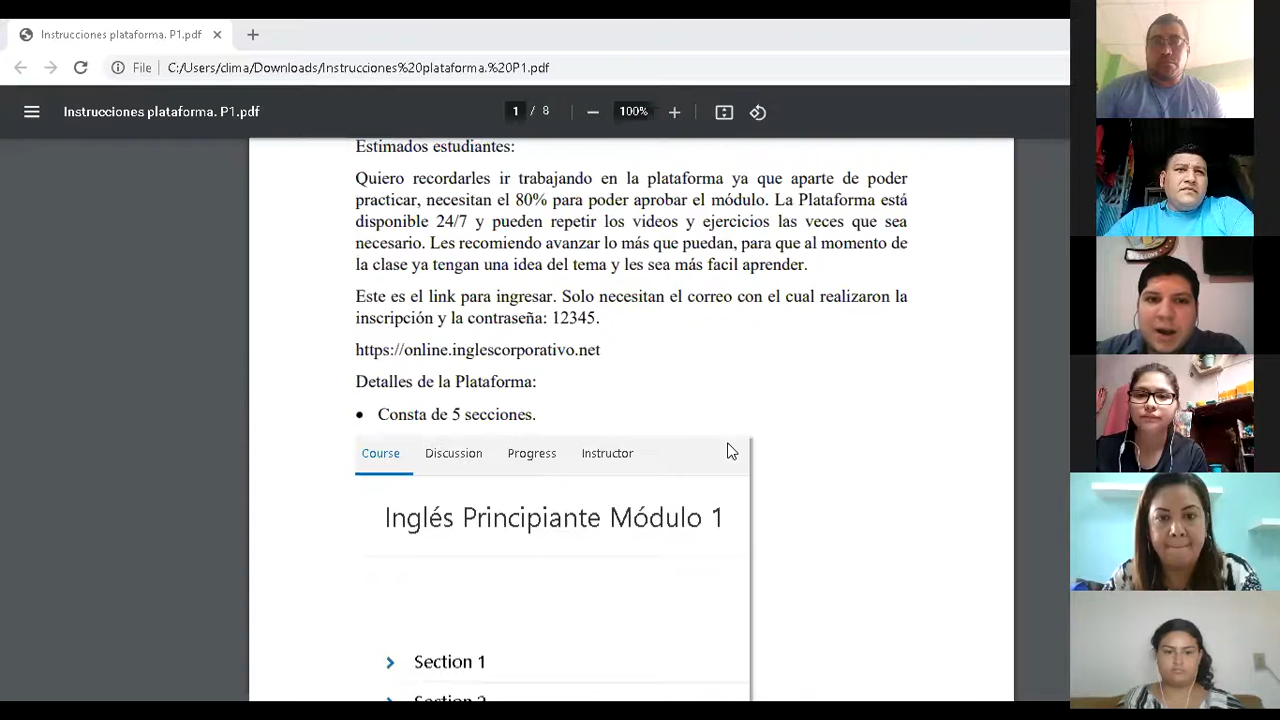 Instrucciones plataforma. P1.pdf
File
C:/Users/clima/Downloads/Instrucciones%20plataforma.%20P1.pdf
Instrucciones plataforma. P1.pdf
1 / 8
100%
Estimados estudiantes:
Quiero recordarles ir trabajando en la plataforma ya que aparte de poder
practicar, necesitan el 80% para poder aprobar el módulo. La Plataforma está
disponible 24/7 y pueden repetir los videos y ejercicios las veces que sea
necesario. Les recomiendo avanzar lo más que puedan, para que al momento de
la clase ya tengan una idea del tema y les sea más facil aprender.
Este es el link para ingresar. Solo necesitan el correo con el cual realizaron la
inscripción y la contraseña: 12345.
https://online.inglescorporativo.net
Detalles de la Plataforma:
• Consta de 5 secciones.
Course Discussion Progress Instructor
Inglés Principiante Módulo 1
Section 1
Section 2